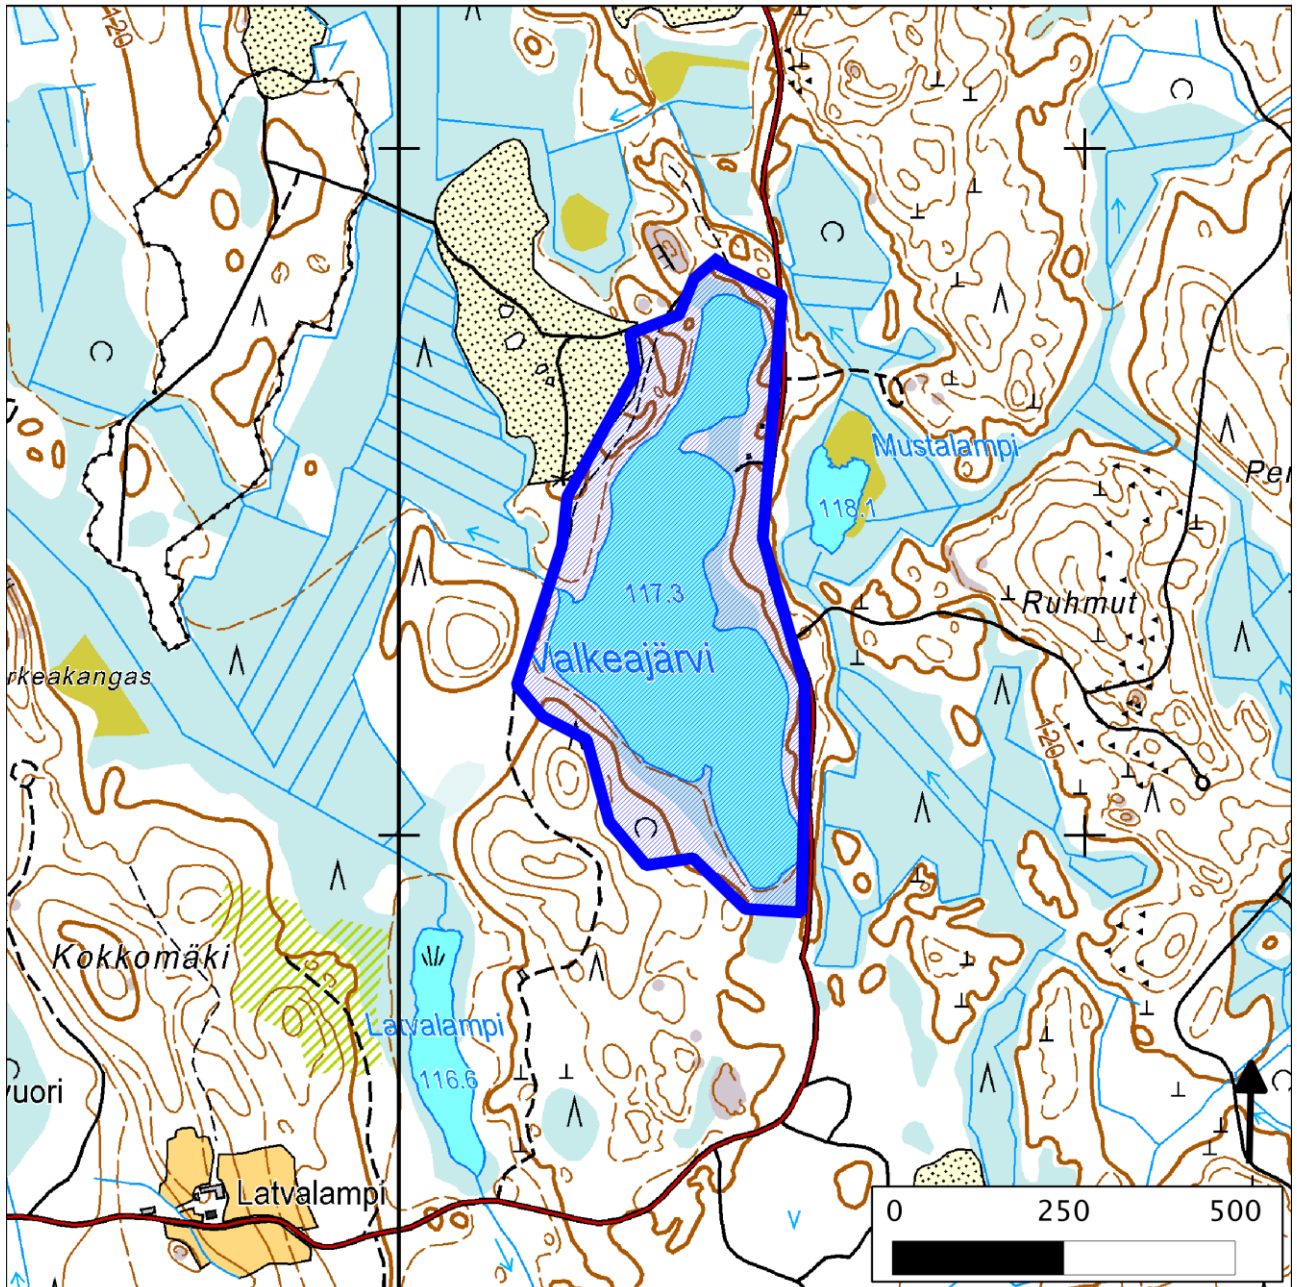 120
Mustalampi
118.1
Per
117.3
Ruhmut
Valkeajärvi
rkeakangas
120
Kokkomäki
Latvalampi
116.6
vuori
Latvalampi
0 250 500